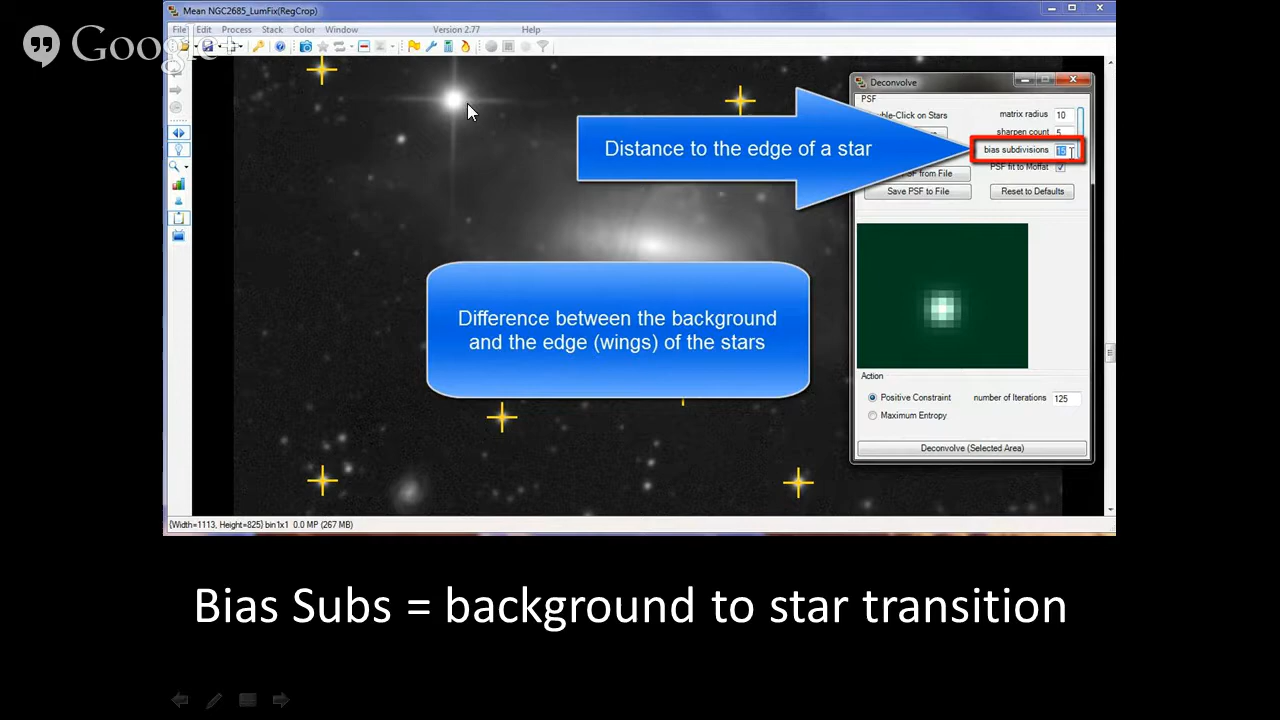 Mean NGC2685_LumFix(RegCrop)
File Edit Process Stack Color Window Version 2.77 Help
Google+
Deconvolve
PSF
matrix radius 10
sharpen count 5
bias subdivisions 15
PSF fit to Moffat
Save PSF to File
Reset to Defaults
Distance to the edge of a star
Difference between the background
and the edge (wings) of the stars
Action
Positive Constraint
number of Iterations 125
Maximum Entropy
Deconvolve (Selected Area)
{Width=1113, Height=825} bin1x1 0.0 MP (267 MB)
Bias Subs = background to star transition